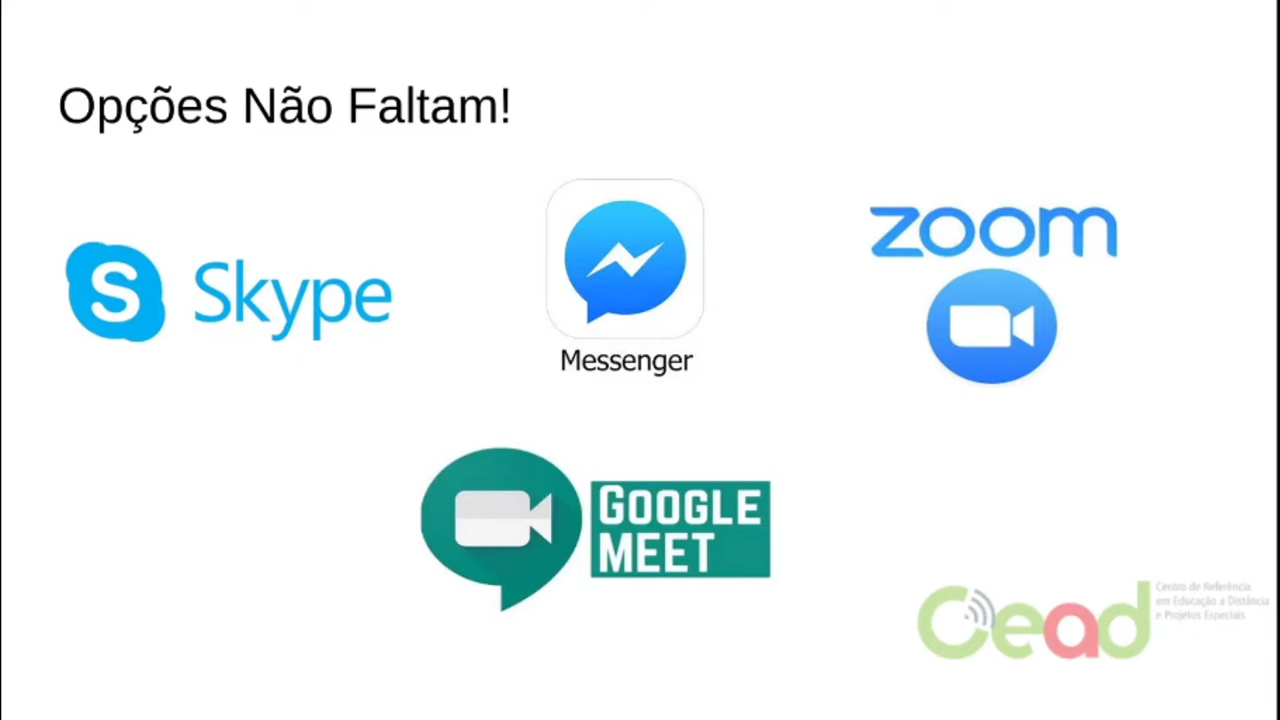 Opções Não Faltam!
Skype
Messenger
zoom
GOOGLE
MEET
Cead
Centro de Referência
em Educação a Distância
e Projetos Especiais